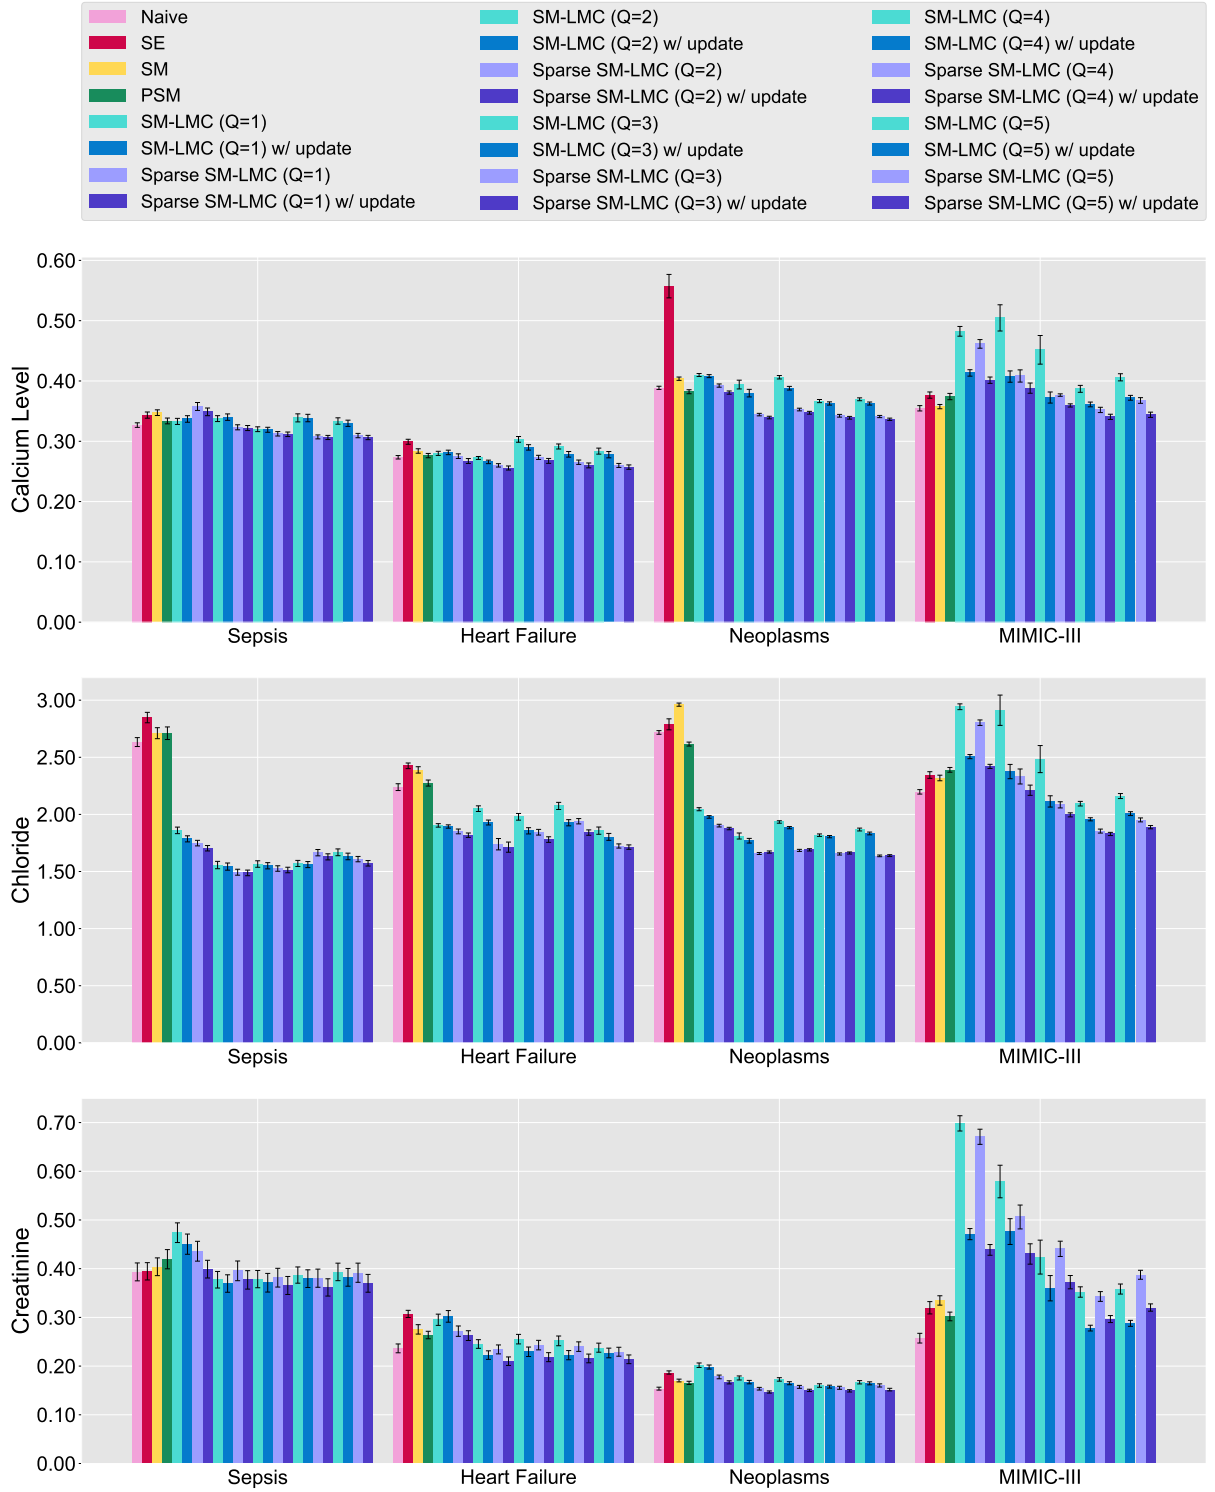 Naive
SE
SM
PSM
SM-LMC (Q=1)
SM-LMC (Q=1) w/ update
Sparse SM-LMC (Q=1)
Sparse SM-LMC (Q=1) w/ update
SM-LMC (Q=2)
SM-LMC (Q=2) w/ update
Sparse SM-LMC (Q=2)
Sparse SM-LMC (Q=2) w/ update
SM-LMC (Q=3)
SM-LMC (Q=3) w/ update
Sparse SM-LMC (Q=3)
Sparse SM-LMC (Q=3) w/ update
SM-LMC (Q=4)
SM-LMC (Q=4) w/ update
Sparse SM-LMC (Q=4)
Sparse SM-LMC (Q=4) w/ update
SM-LMC (Q=5)
SM-LMC (Q=5) w/ update
Sparse SM-LMC (Q=5)
Sparse SM-LMC (Q=5) w/ update
Calcium Level
0.60
0.50
0.40
0.30
0.20
0.10
0.00
Sepsis Heart Failure Neoplasms MIMIC-III
Chloride
3.00
2.50
2.00
1.50
1.00
0.50
0.00
Sepsis Heart Failure Neoplasms MIMIC-III
Creatinine
0.70
0.60
0.50
0.40
0.30
0.20
0.10
0.00
Sepsis Heart Failure Neoplasms MIMIC-III